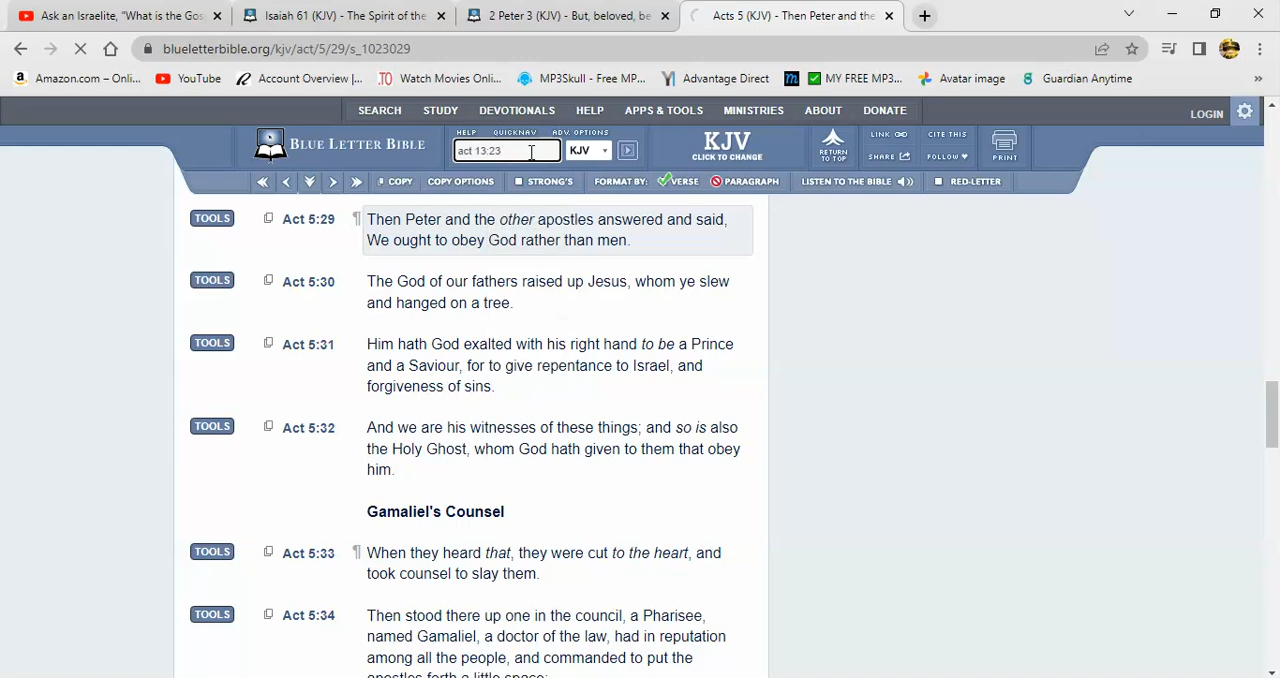 Ask an Israelite, "What is the Gos
Isaiah 61 (KJV) - The Spirit of the
2 Peter 3 (KJV) - But, beloved, be
Acts 5 (KJV) - Then Peter and the
blueletterbible.org/kjv/act/5/29/s_1023029
Amazon.com – Onli...
YouTube
Account Overview |...
Watch Movies Onli...
MP3Skull - Free MP...
Advantage Direct
MY FREE MP3...
Avatar image
Guardian Anytime
»
SEARCH STUDY DEVOTIONALS HELP APPS & TOOLS MINISTRIES ABOUT DONATE LOGIN
HELP QUICKNAV ADV. OPTIONS
BLUE LETTER BIBLE
act 13:23
KJV
KJV
CLICK TO CHANGE
RETURN TO TOP
LINK
CITE THIS
SHARE
FOLLOW
PRINT
COPY COPY OPTIONS STRONG'S FORMAT BY: VERSE PARAGRAPH LISTEN TO THE BIBLE RED-LETTER
TOOLS Act 5:29 ¶ Then Peter and the other apostles answered and said,
We ought to obey God rather than men.
TOOLS Act 5:30 The God of our fathers raised up Jesus, whom ye slew
and hanged on a tree.
TOOLS Act 5:31 Him hath God exalted with his right hand to be a Prince
and a Saviour, for to give repentance to Israel, and
forgiveness of sins.
TOOLS Act 5:32 And we are his witnesses of these things; and so is also
the Holy Ghost, whom God hath given to them that obey
him.
Gamaliel's Counsel
TOOLS Act 5:33 ¶ When they heard that, they were cut to the heart, and
took counsel to slay them.
TOOLS Act 5:34 Then stood there up one in the council, a Pharisee,
named Gamaliel, a doctor of the law, had in reputation
among all the people, and commanded to put the
apostles forth a little space;